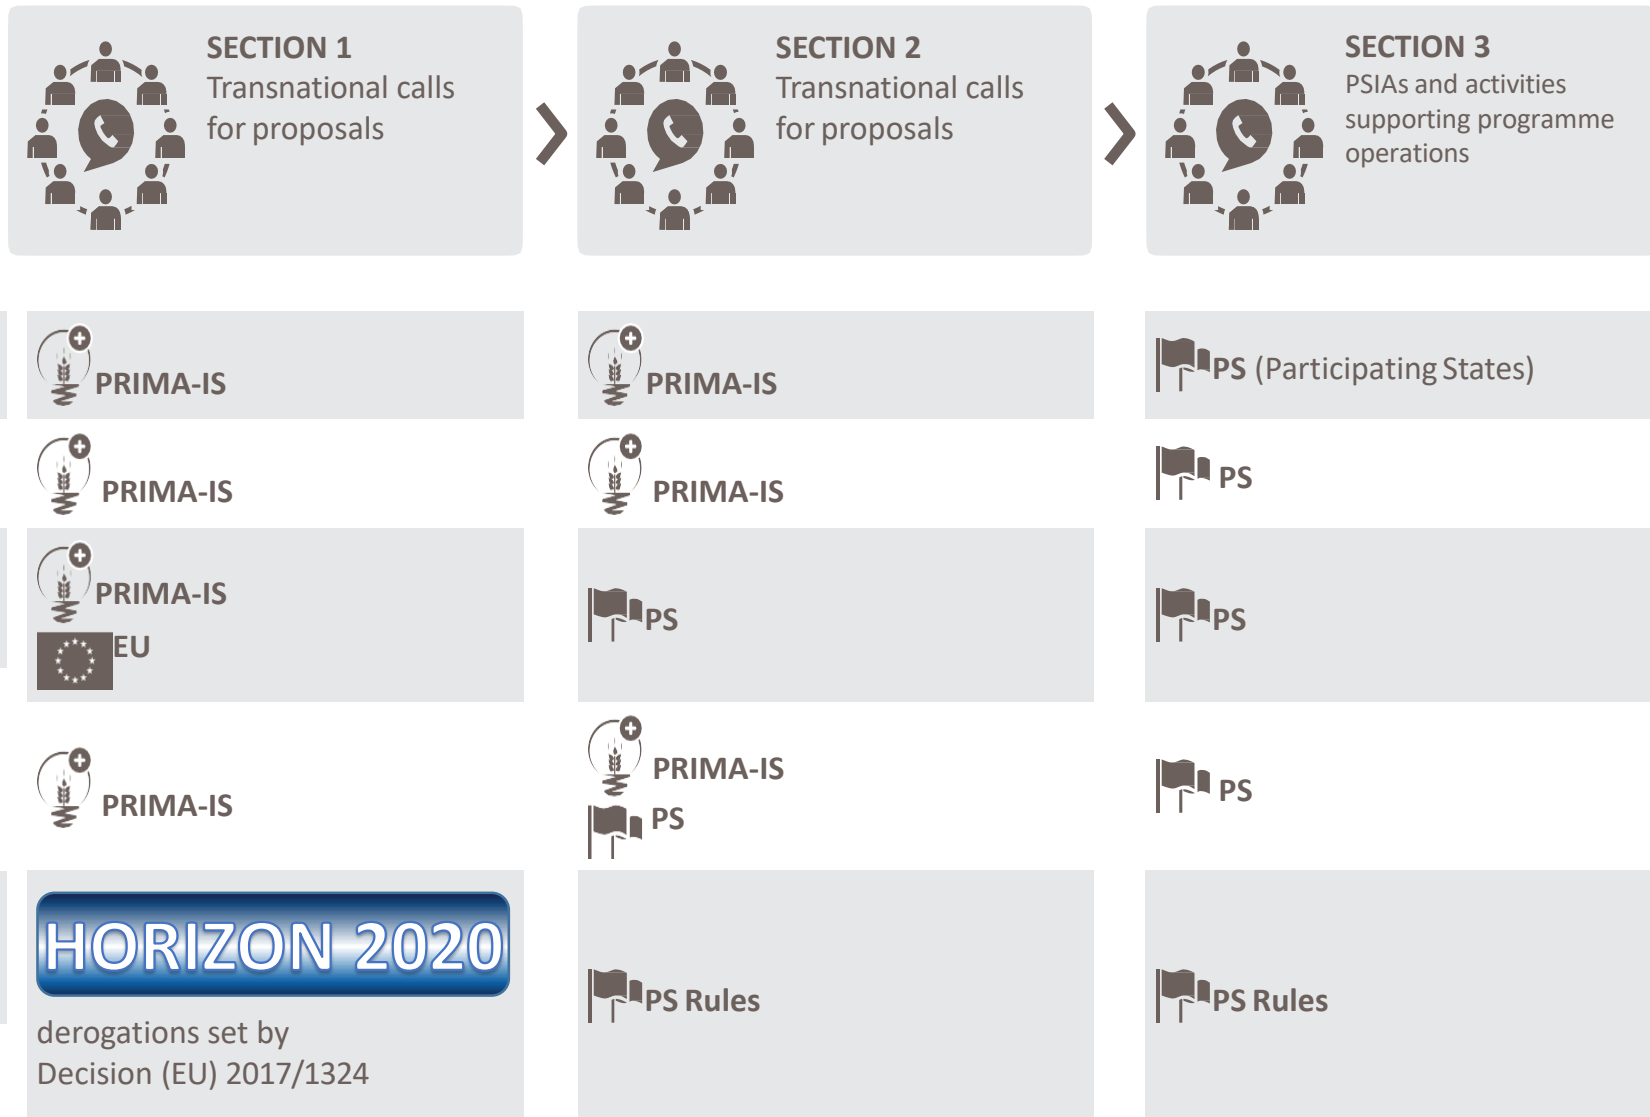 SECTION 1
Transnational calls
for proposals
SECTION 2
Transnational calls
for proposals
SECTION 3
PSIAs and activities
supporting programme
operations
PRIMA-IS
PRIMA-IS
PS (Participating States)
PRIMA-IS
PRIMA-IS
PS
PRIMA-IS
EU
PS
PS
PRIMA-IS
PRIMA-IS
PS
PS
HORIZON 2020
derogations set by
Decision (EU) 2017/1324
PS Rules
PS Rules